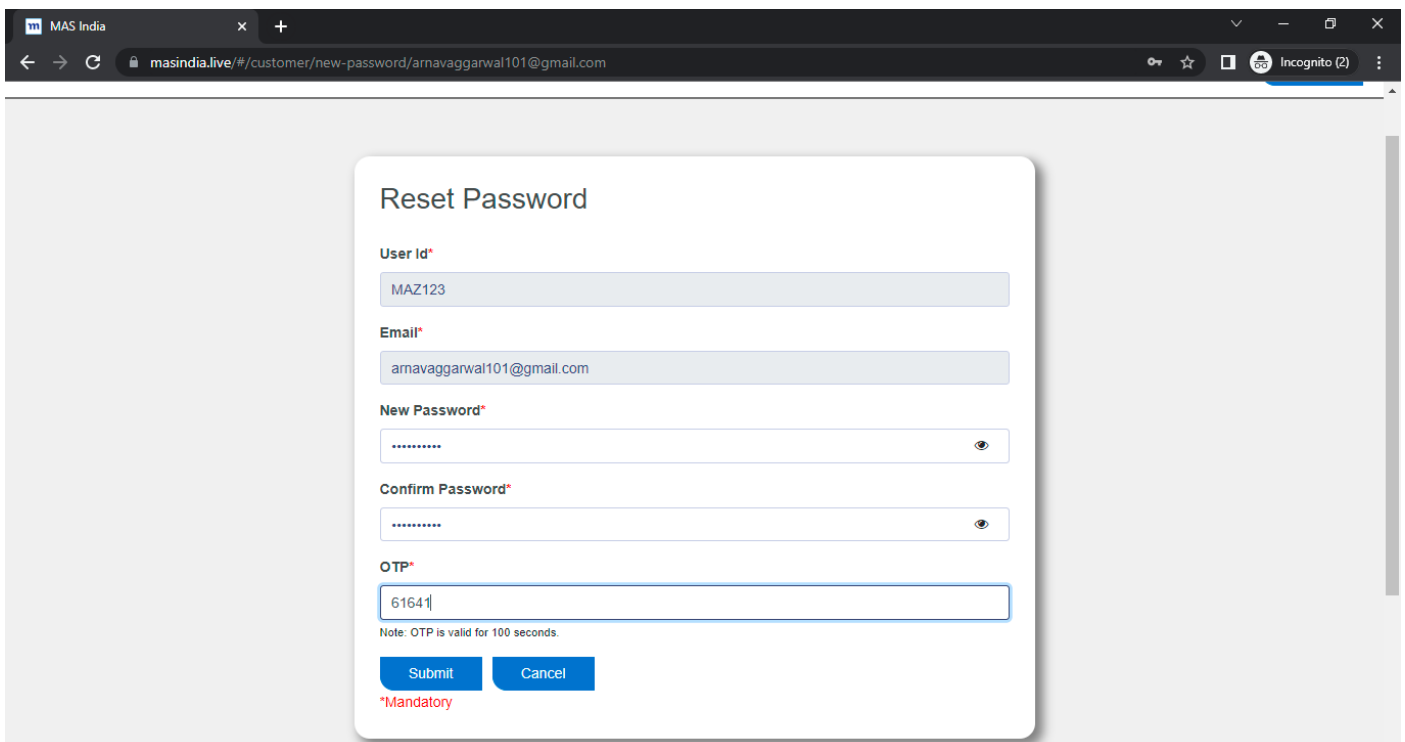 m MAS India
masindia.live/#/customer/new-password/arnavaggarwal101@gmail.com
Incognito (2)
Reset Password
User Id*
MAZ123
Email*
arnavaggarwal101@gmail.com
New Password*
••••••••••
Confirm Password*
••••••••••
OTP*
61641
Note: OTP is valid for 100 seconds.
Submit Cancel
*Mandatory